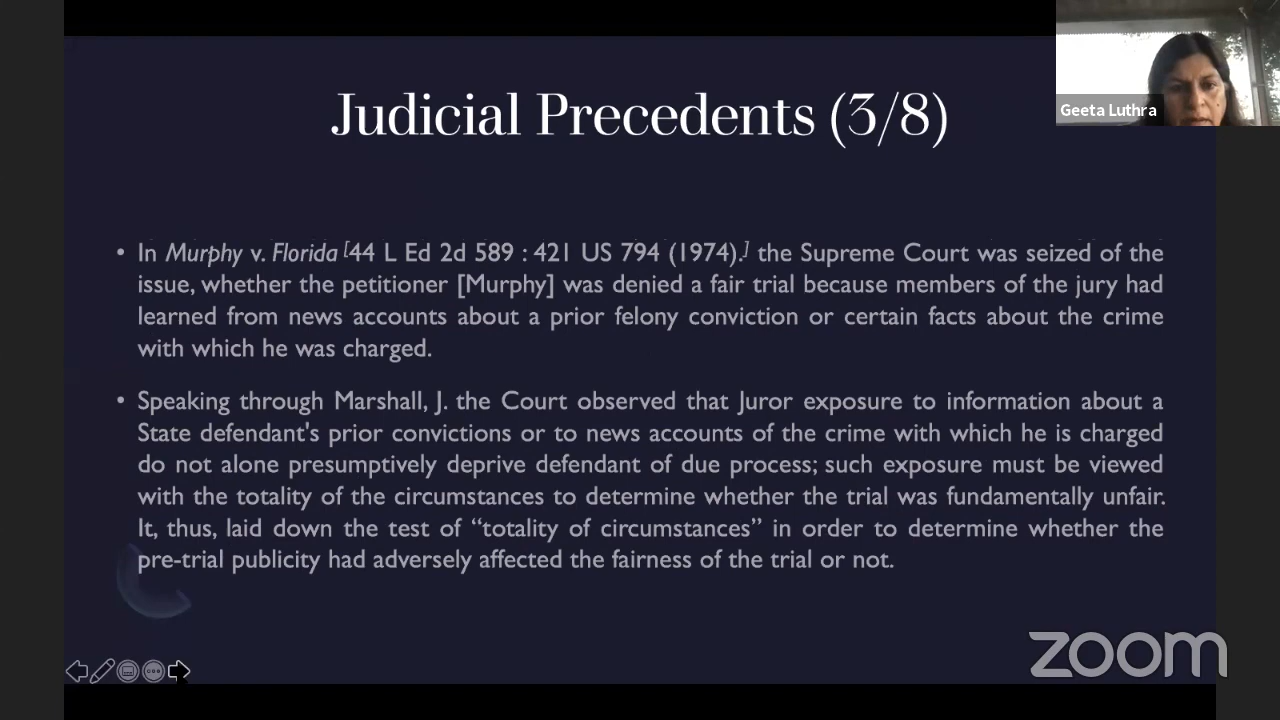 Judicial Precedents (3/8)
Geeta Luthra
• In Murphy v. Florida [44 L Ed 2d 589 : 421 US 794 (1974).] the Supreme Court was seized of the
issue, whether the petitioner [Murphy] was denied a fair trial because members of the jury had
learned from news accounts about a prior felony conviction or certain facts about the crime
with which he was charged.
• Speaking through Marshall, J. the Court observed that Juror exposure to information about a
State defendant's prior convictions or to news accounts of the crime with which he is charged
do not alone presumptively deprive defendant of due process; such exposure must be viewed
with the totality of the circumstances to determine whether the trial was fundamentally unfair.
It, thus, laid down the test of “totality of circumstances” in order to determine whether the
pre-trial publicity had adversely affected the fairness of the trial or not.
zoom